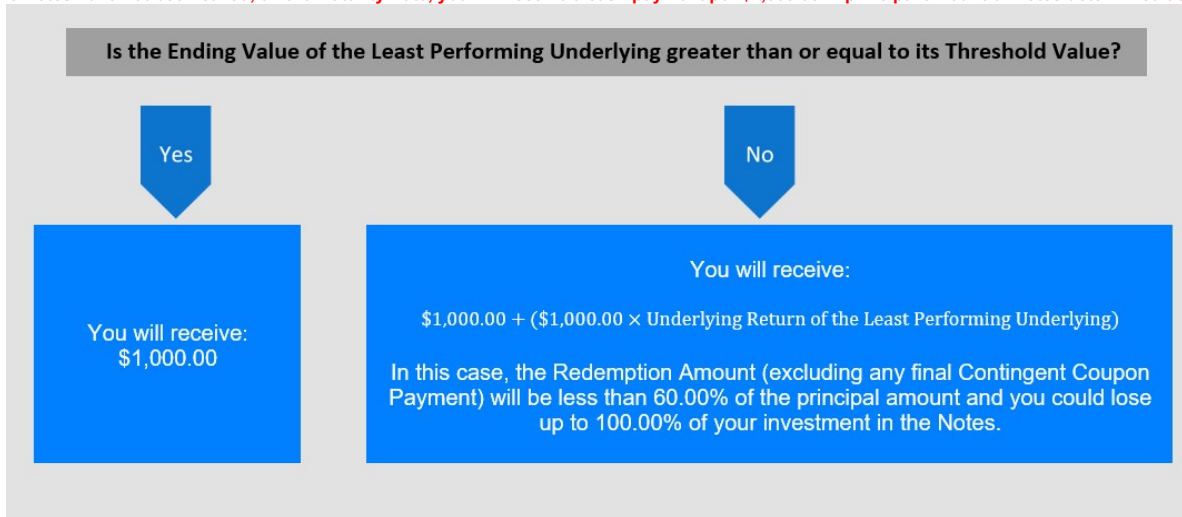 Is the Ending Value of the Least Performing Underlying greater than or equal to its Threshold Value?
Yes
No
You will receive:
$1,000.00
You will receive:
$1,000.00 + ($1,000.00 × Underlying Return of the Least Performing Underlying)
In this case, the Redemption Amount (excluding any final Contingent Coupon
Payment) will be less than 60.00% of the principal amount and you could lose
up to 100.00% of your investment in the Notes.